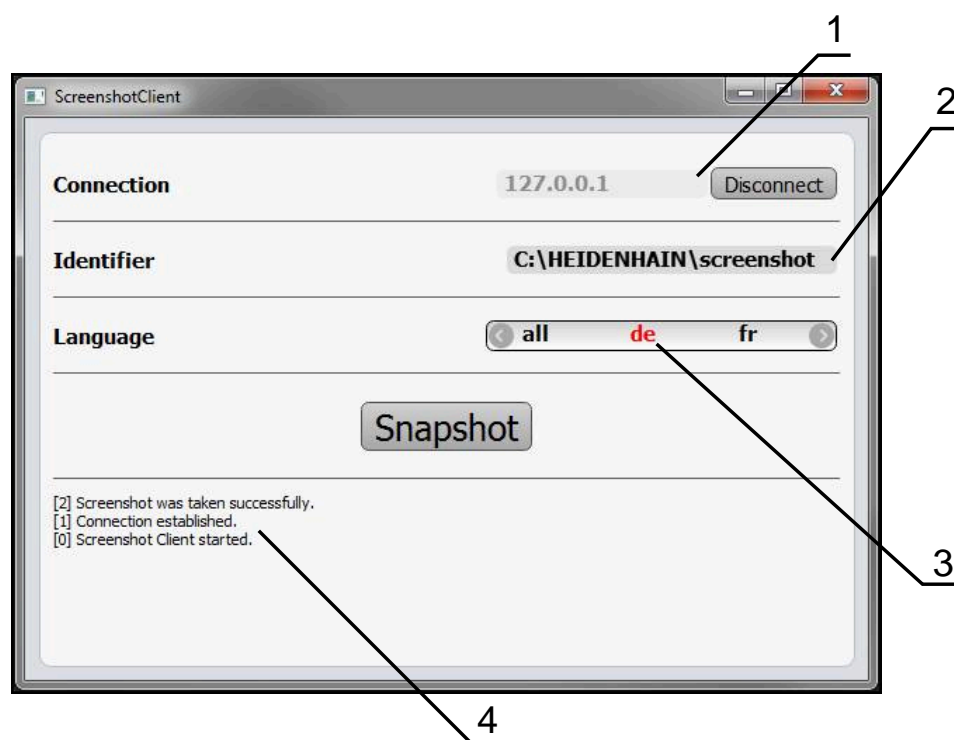 1
ScreenshotClient
2
Connection 127.0.0.1 Disconnect
Identifier C:\HEIDENHAIN\screenshot
Language all de fr
Snapshot
[2] Screenshot was taken successfully.
[1] Connection established.
[0] Screenshot Client started.
3
4